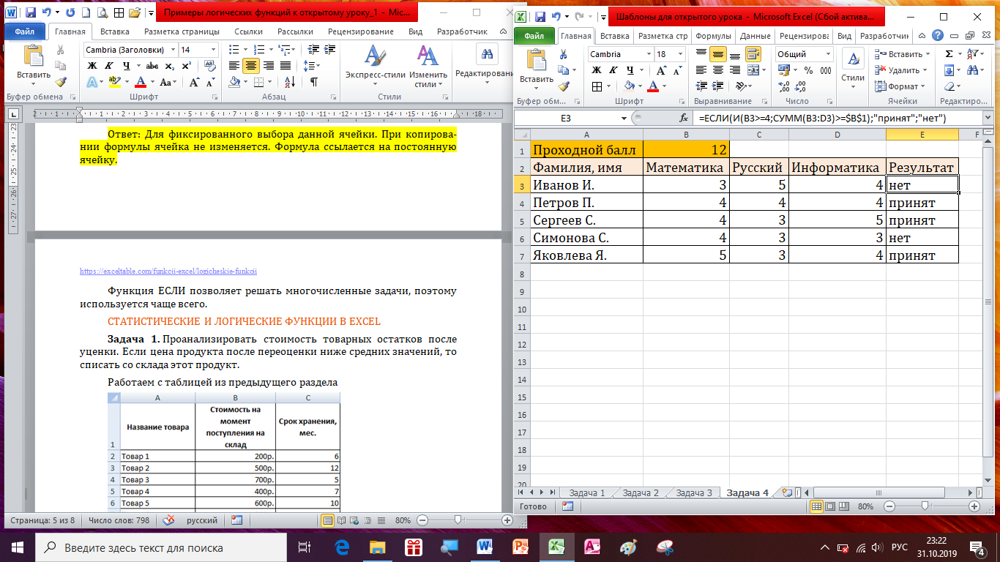 Примеры логических функций к открытому уроку_1 - Mic...
Файл Главная Вставка Разметка страницы Ссылки Рассылки Рецензирование Вид Разработчик
Вставить
Cambria (Заголовки) 14
Ж К Ч abc x₂ x²
Aa
Экспресс-стили
Изменить стили
Редактировани
Буфер обмена Шрифт Абзац Стили
Ответ: Для фиксированного выбора данной ячейки. При копирова-
нии формулы ячейка не изменяется. Формула ссылается на постоянную
ячейку.
https://exceltable.com/funkcii-excel/logicheskie-funkcii
Функция ЕСЛИ позволяет решать многочисленные задачи, поэтому
используется чаще всего.
СТАТИСТИЧЕСКИЕ И ЛОГИЧЕСКИЕ ФУНКЦИИ В EXCEL
Задача 1. Проанализировать стоимость товарных остатков после
уценки. Если цена продукта после переоценки ниже средних значений, то
списать со склада этот продукт.
Работаем с таблицей из предыдущего раздела
A B C
1 Название товара Стоимость на момент поступления на склад Срок хранения, мес.
2 Товар 1 200р. 6
3 Товар 2 500р. 12
4 Товар 3 700р. 5
5 Товар 4 400р. 7
6 Товар 5 600р. 10
Страница: 5 из 8 Число слов: 798 русский 80%
Шаблоны для открытого урока - Microsoft Excel (Сбой актива...
Файл Главная Вставка Разметка стр Формулы Данные Рецензирова Вид Разработчик
Вставить
Cambria 18
Ж К Ч
Общий
% 000
Стили
Вставить
Удалить
Формат
Буфер обм... Шрифт Выравнивание Число Ячейки Редактиро...
E3 fx =ЕСЛИ(И(B3>=4;СУММ(B3:D3)>=$B$1);"принят";"нет")
A B C D E F
1 Проходной балл 12
2 Фамилия, имя Математика Русский Информатика Результат
3 Иванов И. 3 5 4 нет
4 Петров П. 4 4 4 принят
5 Сергеев С. 4 3 5 принят
6 Симонова С. 4 3 3 нет
7 Яковлева Я. 5 3 4 принят
8
9
10
11
12
13
14
15
16
17
18
19
20
Задача 1 Задача 2 Задача 3 Задача 4
Готово 80%
Введите здесь текст для поиска
РУС
23:22
31.10.2019
4